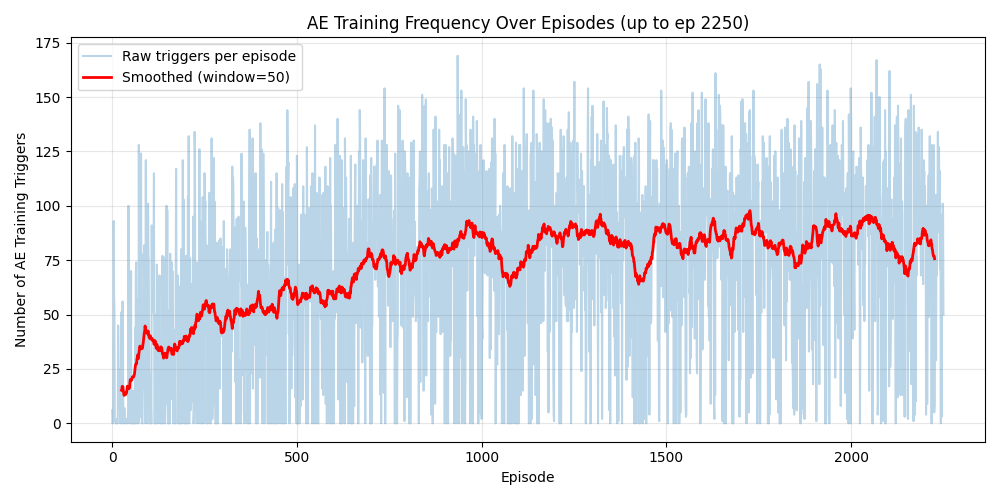 AE Training Frequency Over Episodes (up to ep 2250)
Raw triggers per episode
Smoothed (window=50)
Number of AE Training Triggers
175
150
125
100
75
50
25
0
0 500 1000 1500 2000
Episode